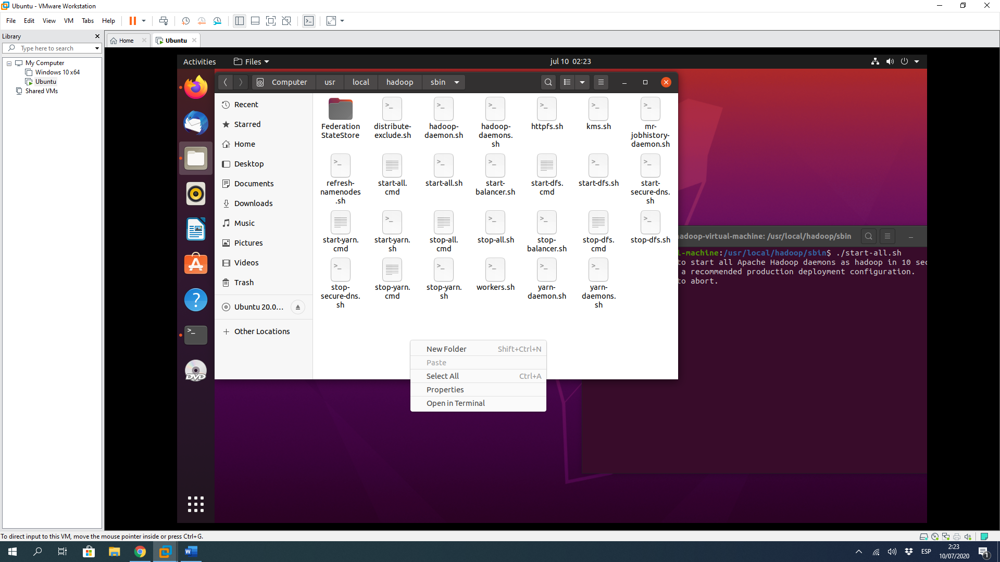 Ubuntu - VMware Workstation
File Edit View VM Tabs Help
Library
Type here to search
My Computer
Windows 10 x64
Ubuntu
Shared VMs
Home
Ubuntu
Activities
Files
jul 10 02:23
Computer usr local hadoop sbin
Recent
Starred
Home
Desktop
Documents
Downloads
Music
Pictures
Videos
Trash
Ubuntu 20.0...
Other Locations
Federation
StateStore
distribute-
exclude.sh
hadoop-
daemon.sh
hadoop-
daemons.
sh
httpfs.sh
kms.sh
mr-
jobhistory-
daemon.sh
refresh-
namenodes
.sh
start-all.
cmd
start-all.sh
start-
balancer.sh
start-dfs.
cmd
start-dfs.sh
start-
secure-dns.
sh
start-yarn.
cmd
start-yarn.
sh
stop-all.
cmd
stop-all.sh
stop-
balancer.sh
stop-dfs.
cmd
stop-dfs.sh
stop-
secure-dns.
sh
stop-yarn.
cmd
stop-yarn.
sh
workers.sh
yarn-
daemon.sh
yarn-
daemons.
sh
New Folder Shift+Ctrl+N
Paste
Select All Ctrl+A
Properties
Open in Terminal
adoop-virtual-machine: /usr/local/hadoop/sbin
l-machine:/usr/local/hadoop/sbin$ ./start-all.sh
to start all Apache Hadoop daemons as hadoop in 10 sec
a recommended production deployment configuration.
to abort.
DVD
To direct input to this VM, move the mouse pointer inside or press Ctrl+G.
ESP
2:23
10/07/2020
1